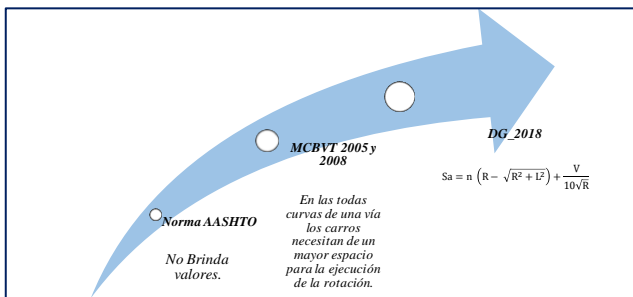 Norma AASHTO
No Brinda
valores.
MCBVT 2005 y
2008
En las todas
curvas de una vía
los carros
necesitan de un
mayor espacio
para la ejecución
de la rotación.
DG_2018
Sa = n (R − √(R² + L²)) + V/(10√R)